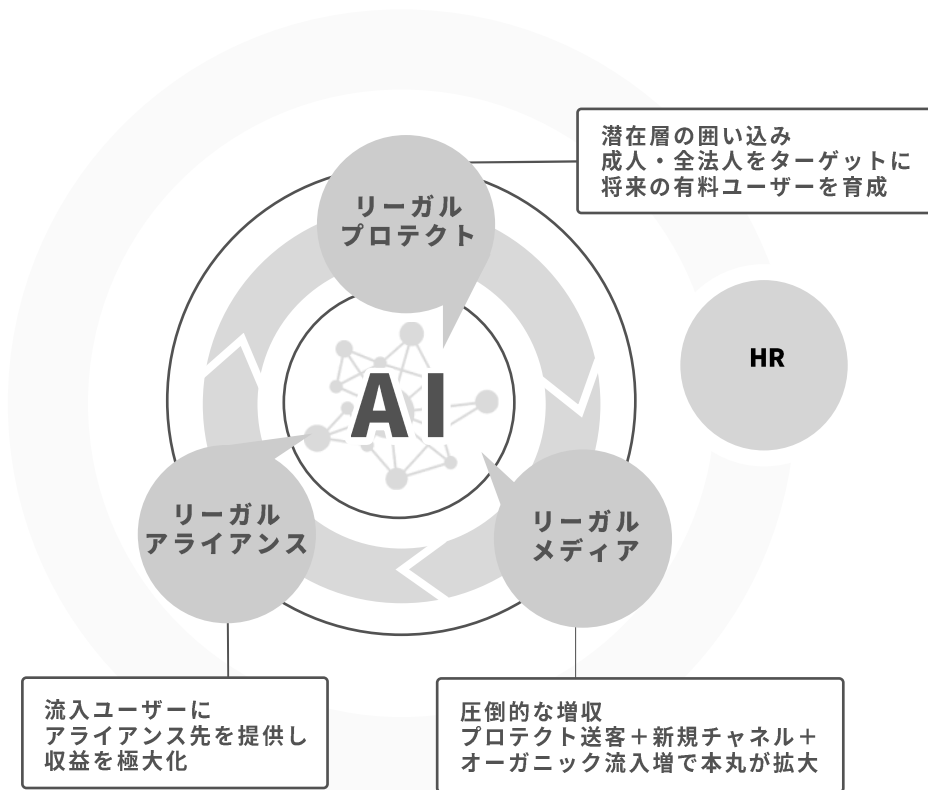 潜在層の囲い込み
成人・全法人をターゲットに
将来の有料ユーザーを育成
リーガル
プロテクト
HR
AI
リーガル
アライアンス
リーガル
メディア
流入ユーザーに
アライアンス先を提供し
収益を極大化
圧倒的な増収
プロテクト送客＋新規チャネル＋
オーガニック流入増で本丸が拡大